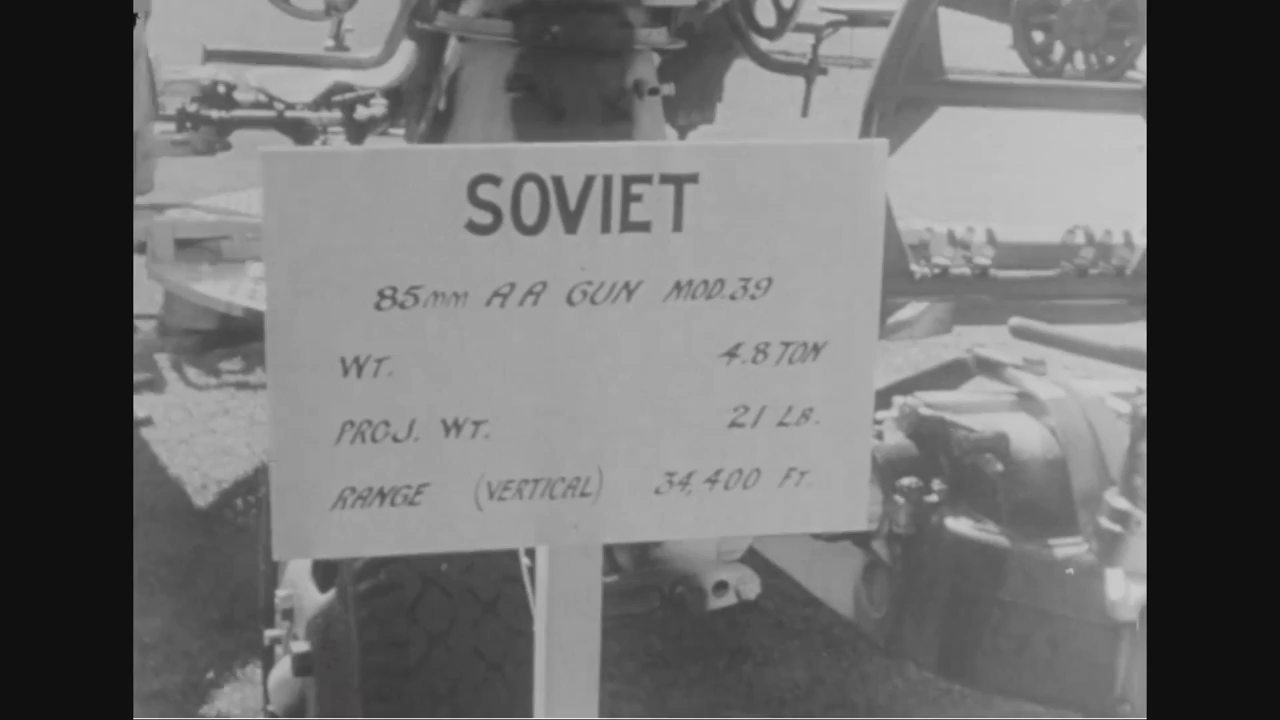 SOVIET
85mm AA GUN MOD.39
WT. 4.8 TON
PROJ. WT. 21 LB.
RANGE (VERTICAL) 34,400 FT.